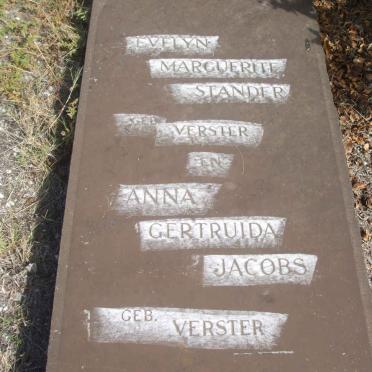 EVELYN
MARGUERITE
STANDER
GEB. VERSTER
EN
ANNA
GERTRUIDA
JACOBS
GEB. VERSTER